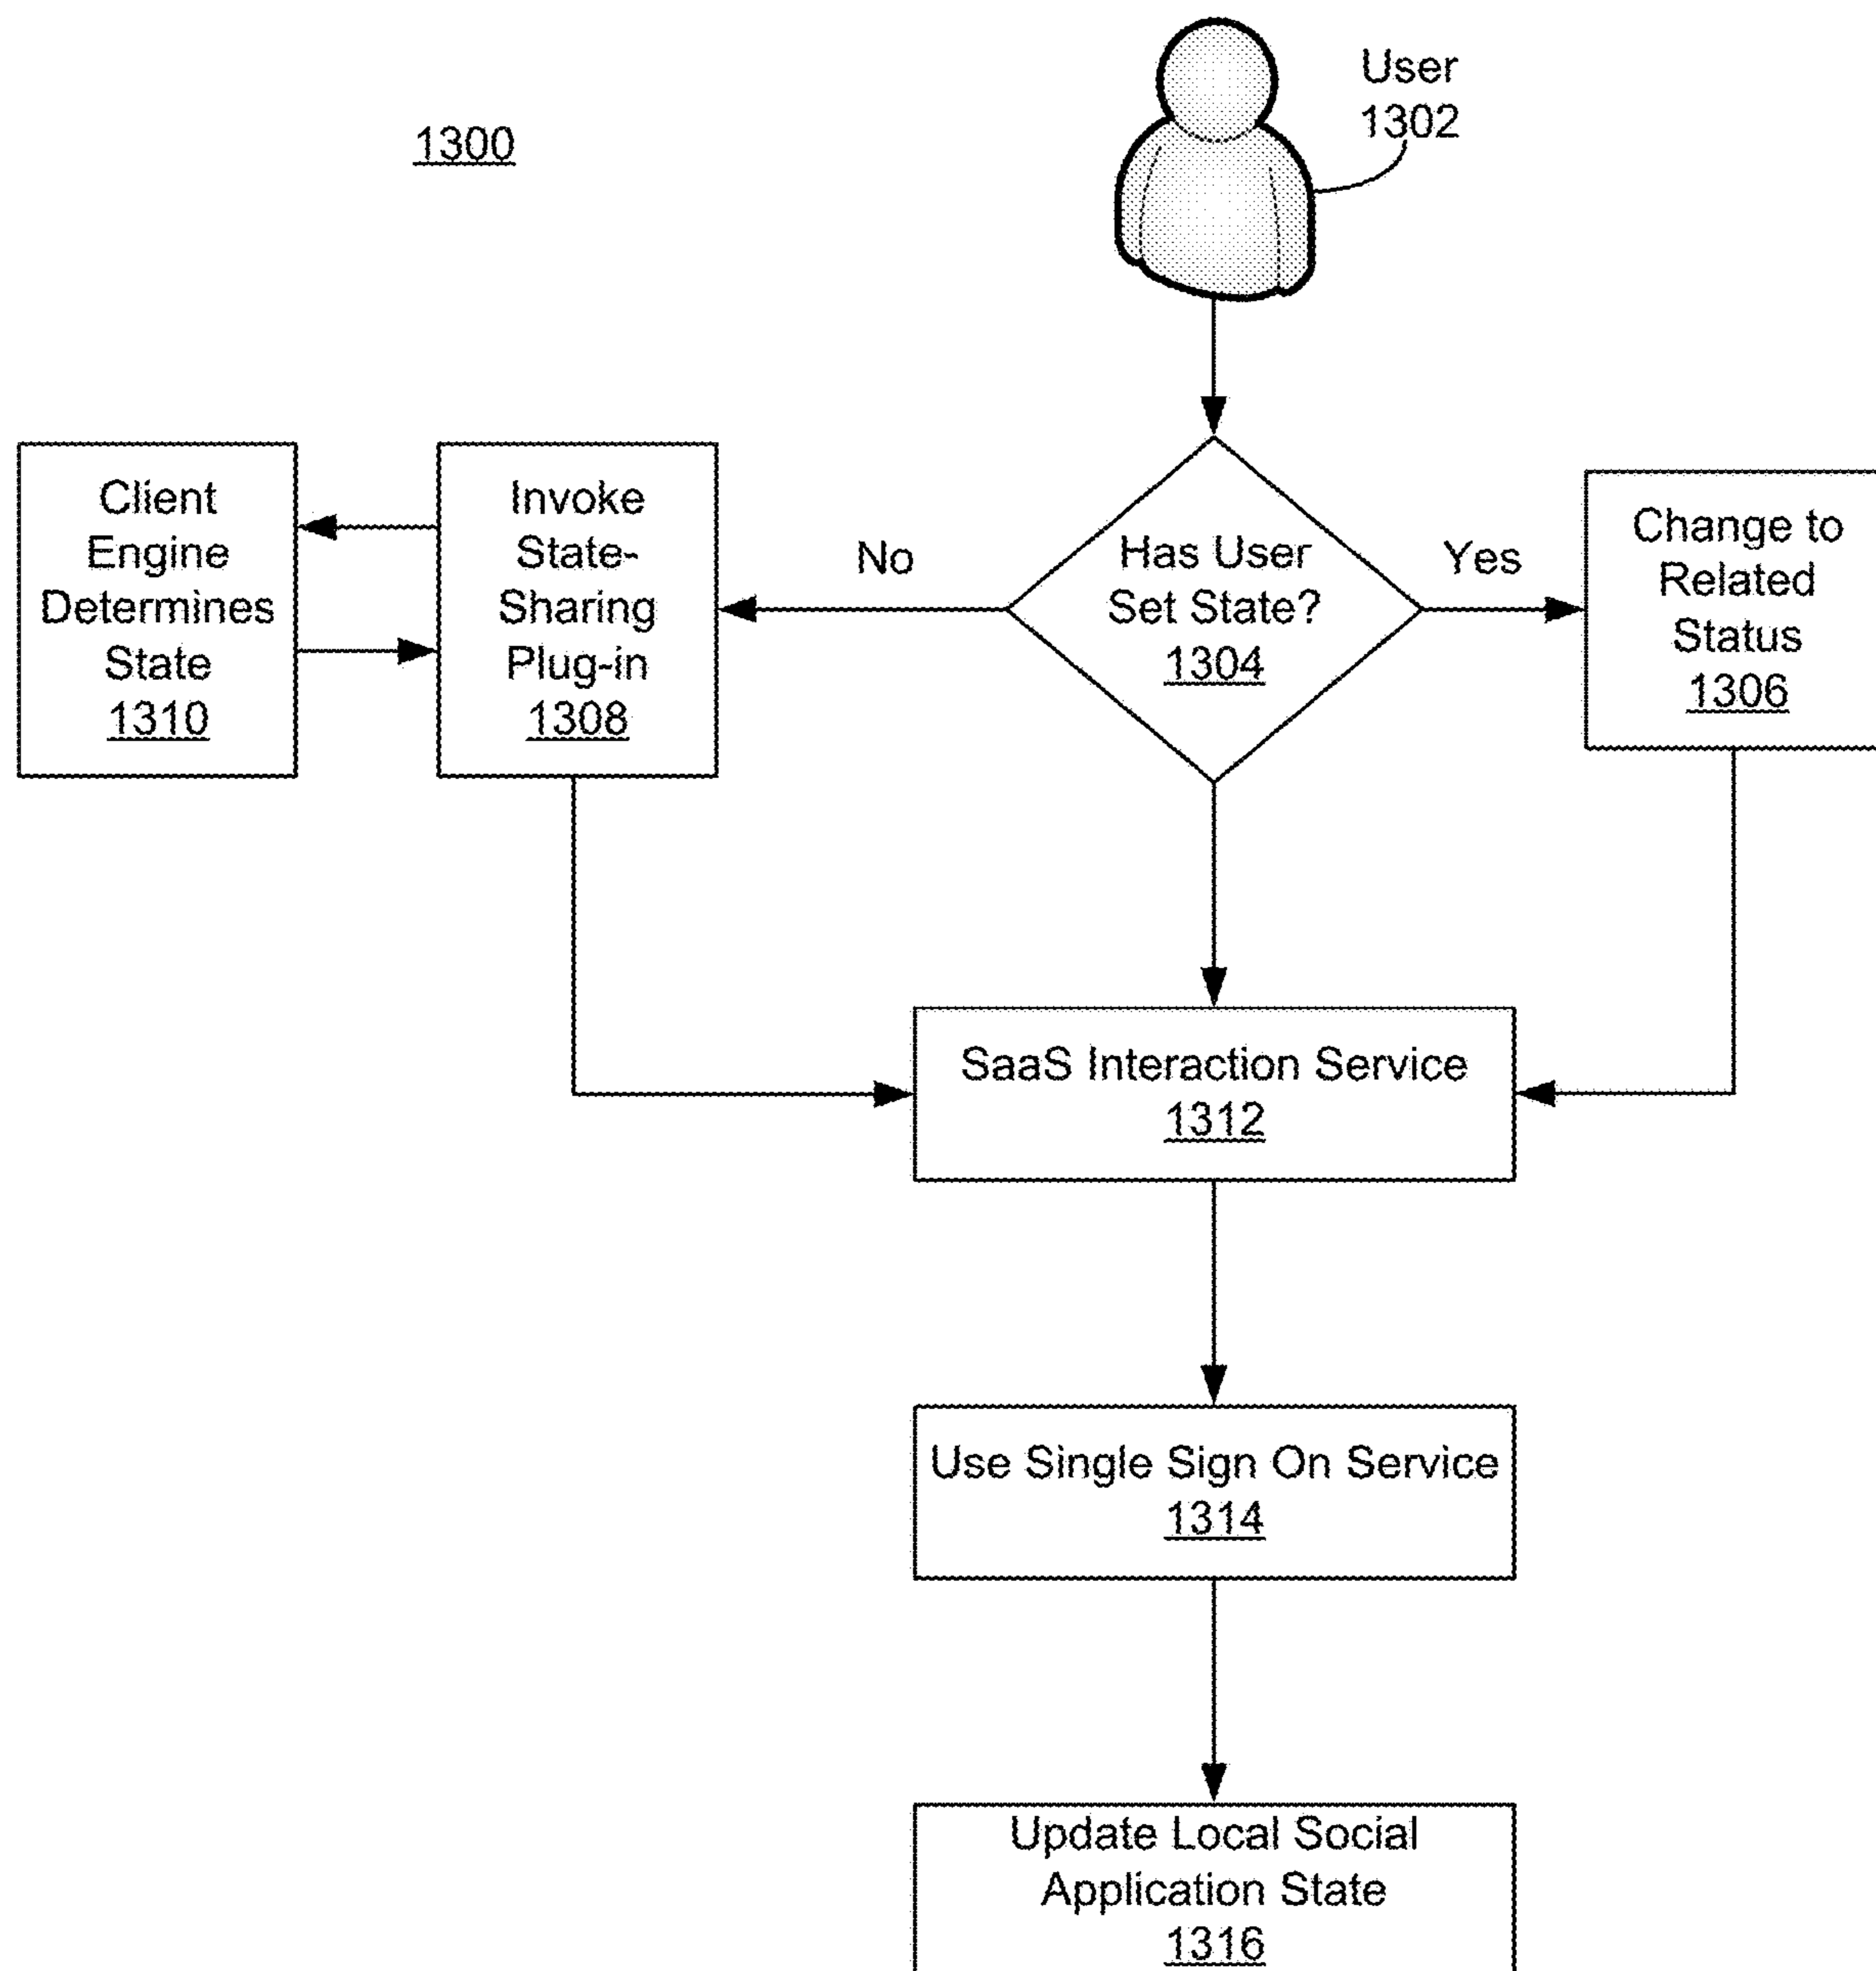 1300
User
1302
Client
Engine
Determines
State
1310
Invoke
State-
Sharing
Plug-in
1308
No
Has User
Set State?
1304
Yes
Change to
Related
Status
1306
SaaS Interaction Service
1312
Use Single Sign On Service
1314
Update Local Social
Application State
1316